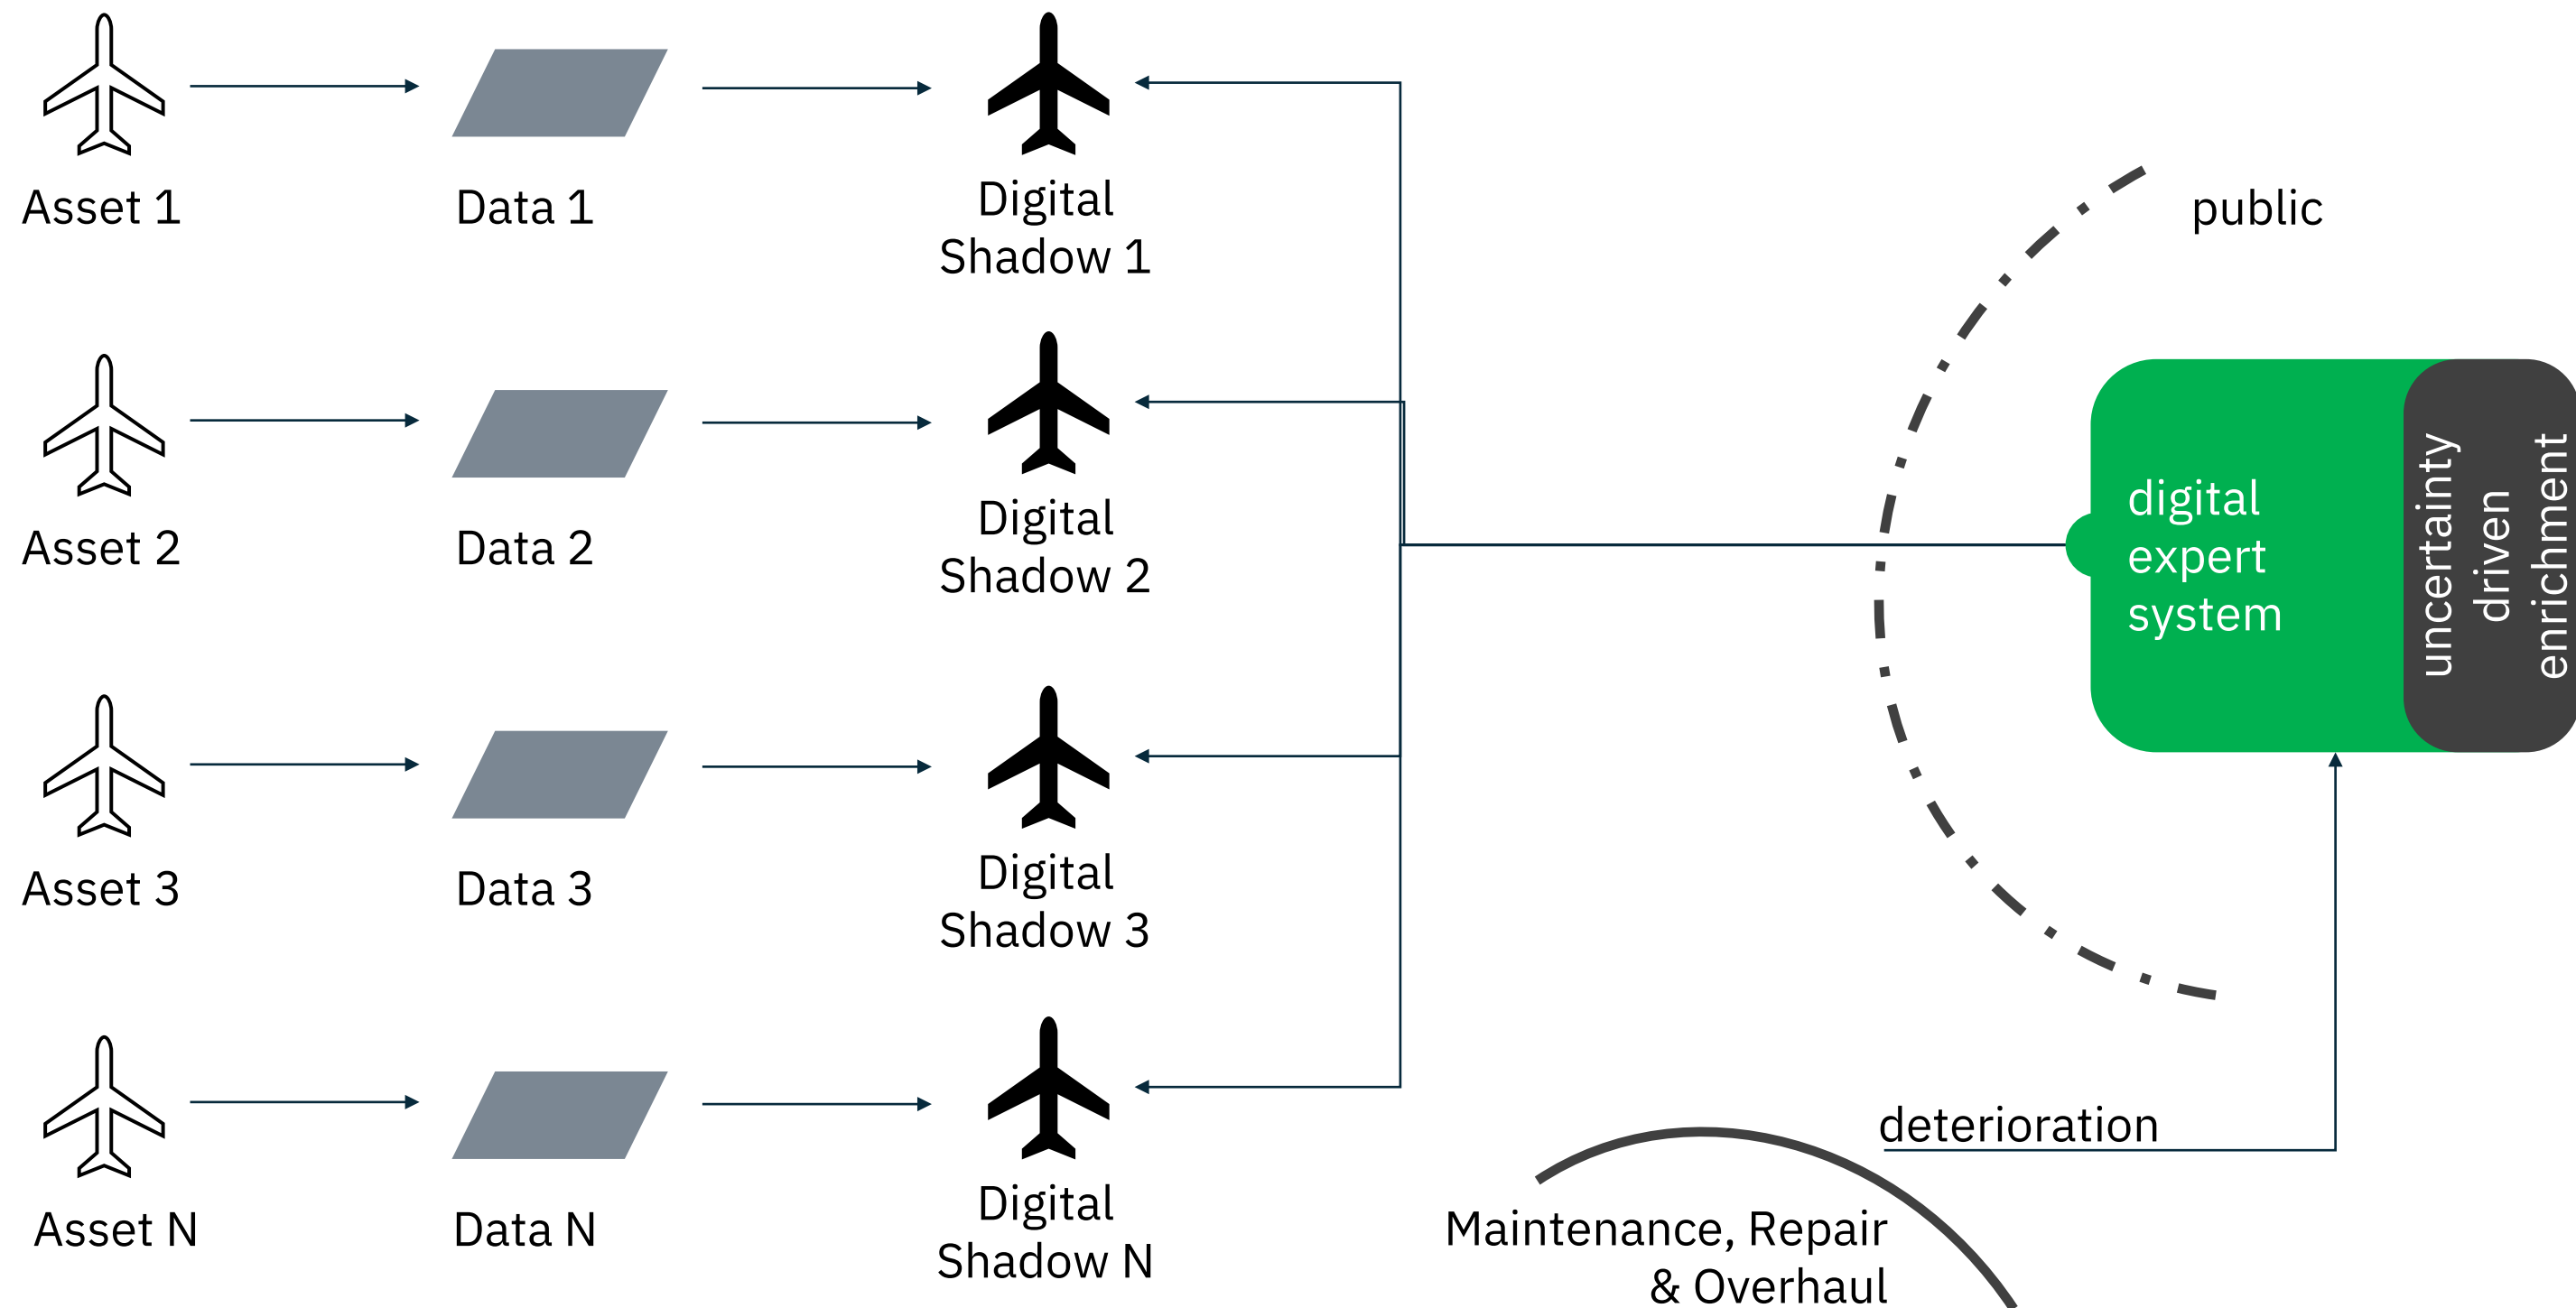 Asset 1
Data 1
Digital
Shadow 1
public
Asset 2
Data 2
Digital
Shadow 2
digital
expert
system
uncertainty
driven
enrichment
Asset 3
Data 3
Digital
Shadow 3
deterioration
Asset N
Data N
Digital
Shadow N
Maintenance, Repair
& Overhaul